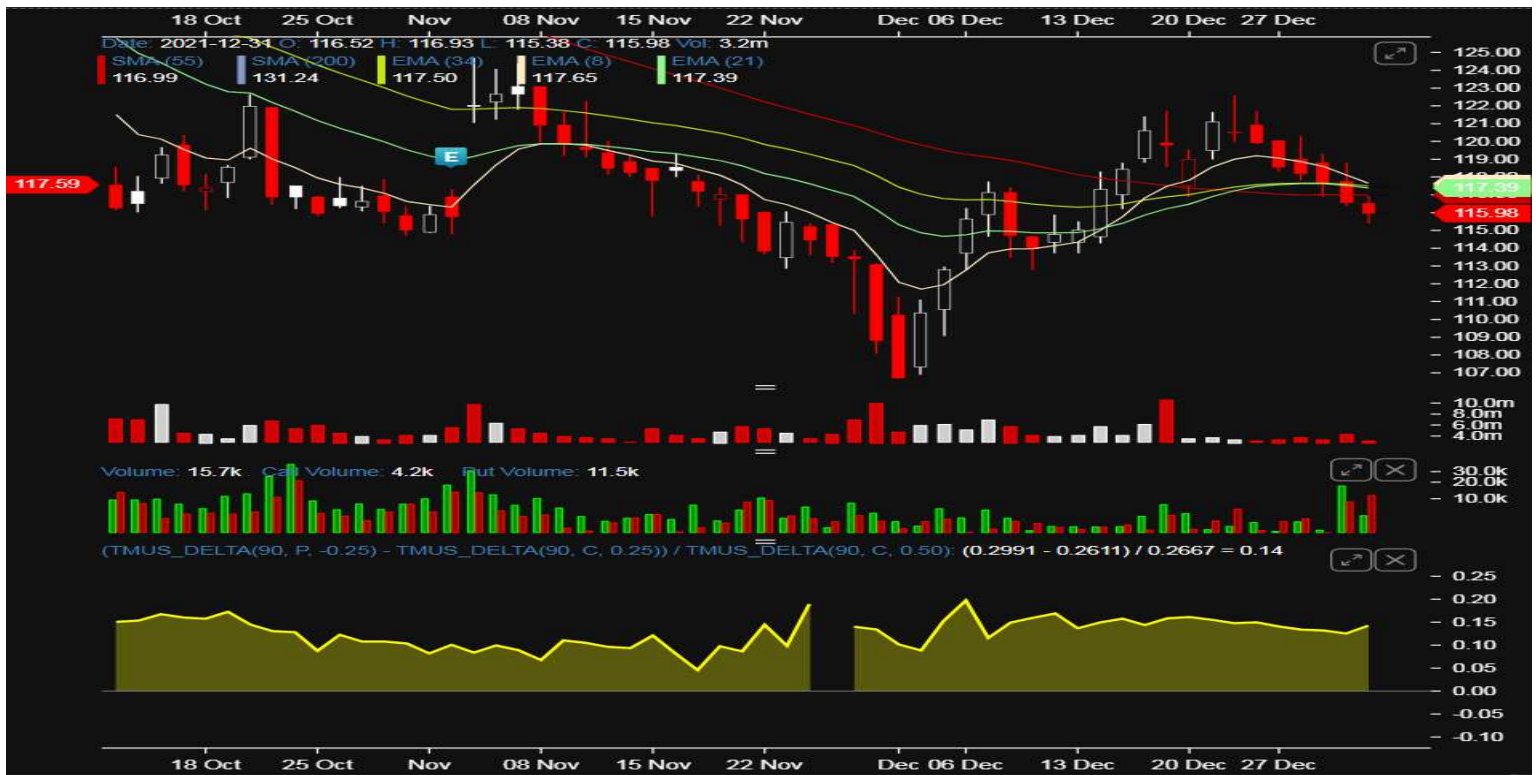 18 Oct 25 Oct Nov 08 Nov 15 Nov 22 Nov Dec 06 Dec 13 Dec 20 Dec 27 Dec
Date: 2021-12-31 O: 116.52 H: 116.93 L: 115.38 C: 115.98 Vol: 3.2m
SMA (55) SMA (200) EMA (34) EMA (8) EMA (21)
116.99 131.24 117.50 117.65 117.39
125.00
124.00
123.00
122.00
121.00
120.00
119.00
E
117.59
117.39
115.98
115.00
114.00
113.00
112.00
111.00
110.00
109.00
108.00
107.00
10.0m
8.0m
6.0m
4.0m
Volume: 15.7k Call Volume: 4.2k Put Volume: 11.5k
30.0k
20.0k
10.0k
(TMUS_DELTA(90, P, -0.25) - TMUS_DELTA(90, C, 0.25)) / TMUS_DELTA(90, C, 0.50): (0.2991 - 0.2611) / 0.2667 = 0.14
0.25
0.20
0.15
0.10
0.05
0.00
-0.05
-0.10
18 Oct 25 Oct Nov 08 Nov 15 Nov 22 Nov Dec 06 Dec 13 Dec 20 Dec 27 Dec